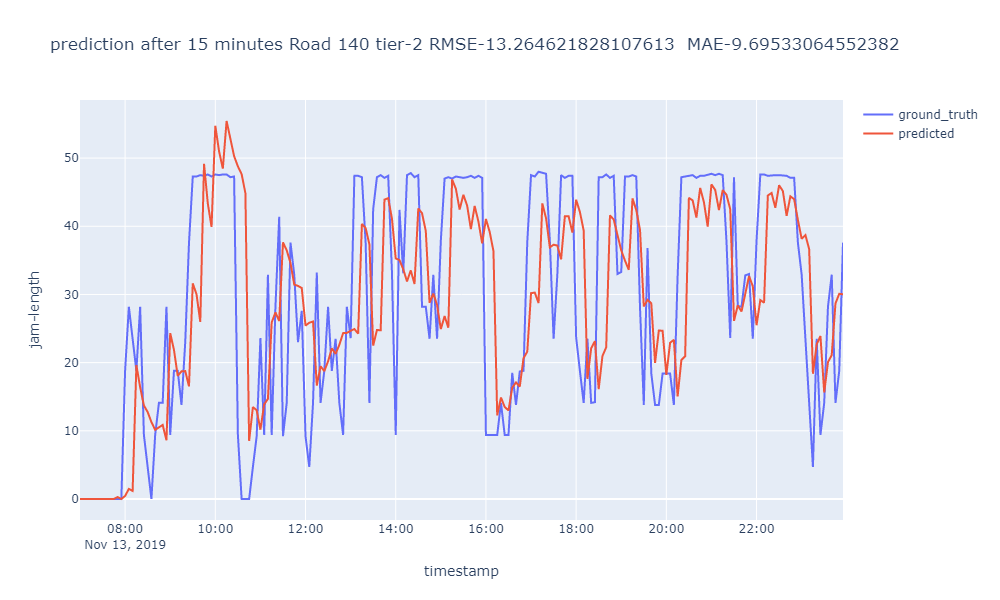 prediction after 15 minutes Road 140 tier-2 RMSE-13.264621828107613  MAE-9.69533064552382
ground_truth
predicted
50
40
30
20
10
0
jam-length
08:00 10:00 12:00 14:00 16:00 18:00 20:00 22:00
Nov 13, 2019
timestamp